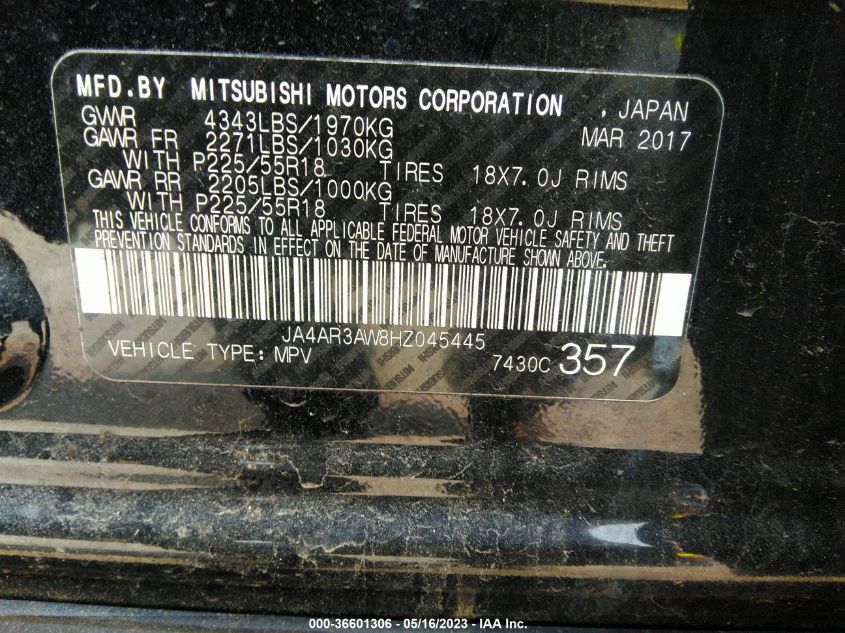 MFD.BY MITSUBISHI MOTORS CORPORATION , JAPAN
GVWR 4343LBS/1970KG MAR 2017
GAWR FR 2271LBS/1030KG
WITH P225/55R18 TIRES 18X7.0J RIMS
GAWR RR 2205LBS/1000KG
WITH P225/55R18 TIRES 18X7.0J RIMS
THIS VEHICLE CONFORMS TO ALL APPLICABLE FEDERAL MOTOR VEHICLE SAFETY AND THEFT
PREVENTION STANDARDS IN EFFECT ON THE DATE OF MANUFACTURE SHOWN ABOVE.
JA4AR3AW8HZ045445
VEHICLE TYPE: MPV 7430C 357
000-36601306 - 05/16/2023 - IAA Inc.